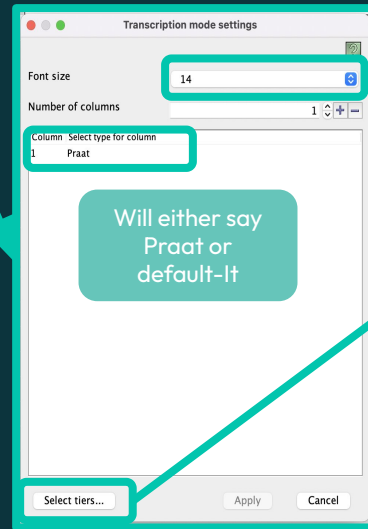 Transcription mode settings
?
Font size
14
Number of columns
1
+ −
Column Select type for column
1 Praat
Will either say
Praat or
default-lt
Select tiers...
Apply
Cancel